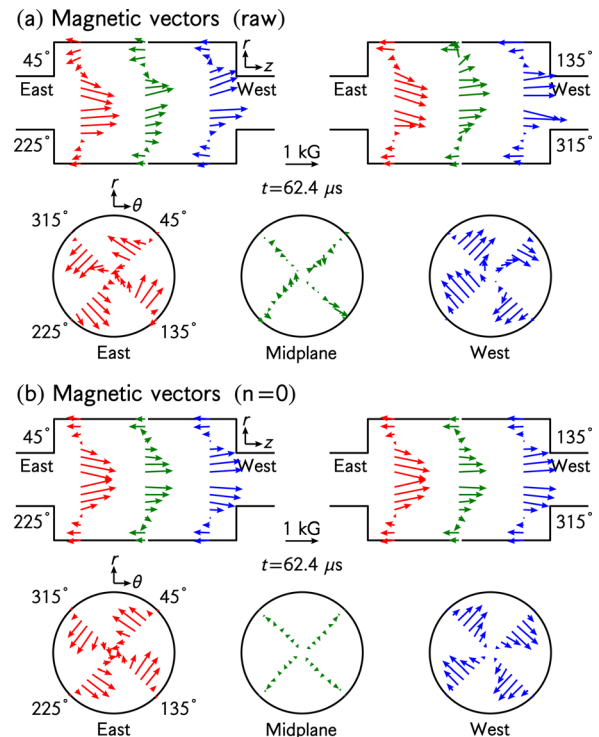 (a) Magnetic vectors (raw)
45° r z 135°
East West East West
225° 1 kG 315°
t=62.4 μs
r θ
315° 45°
225° 135°
East Midplane West
(b) Magnetic vectors (n=0)
45° r z 135°
East West East West
225° 1 kG 315°
t=62.4 μs
r θ
315° 45°
225° 135°
East Midplane West